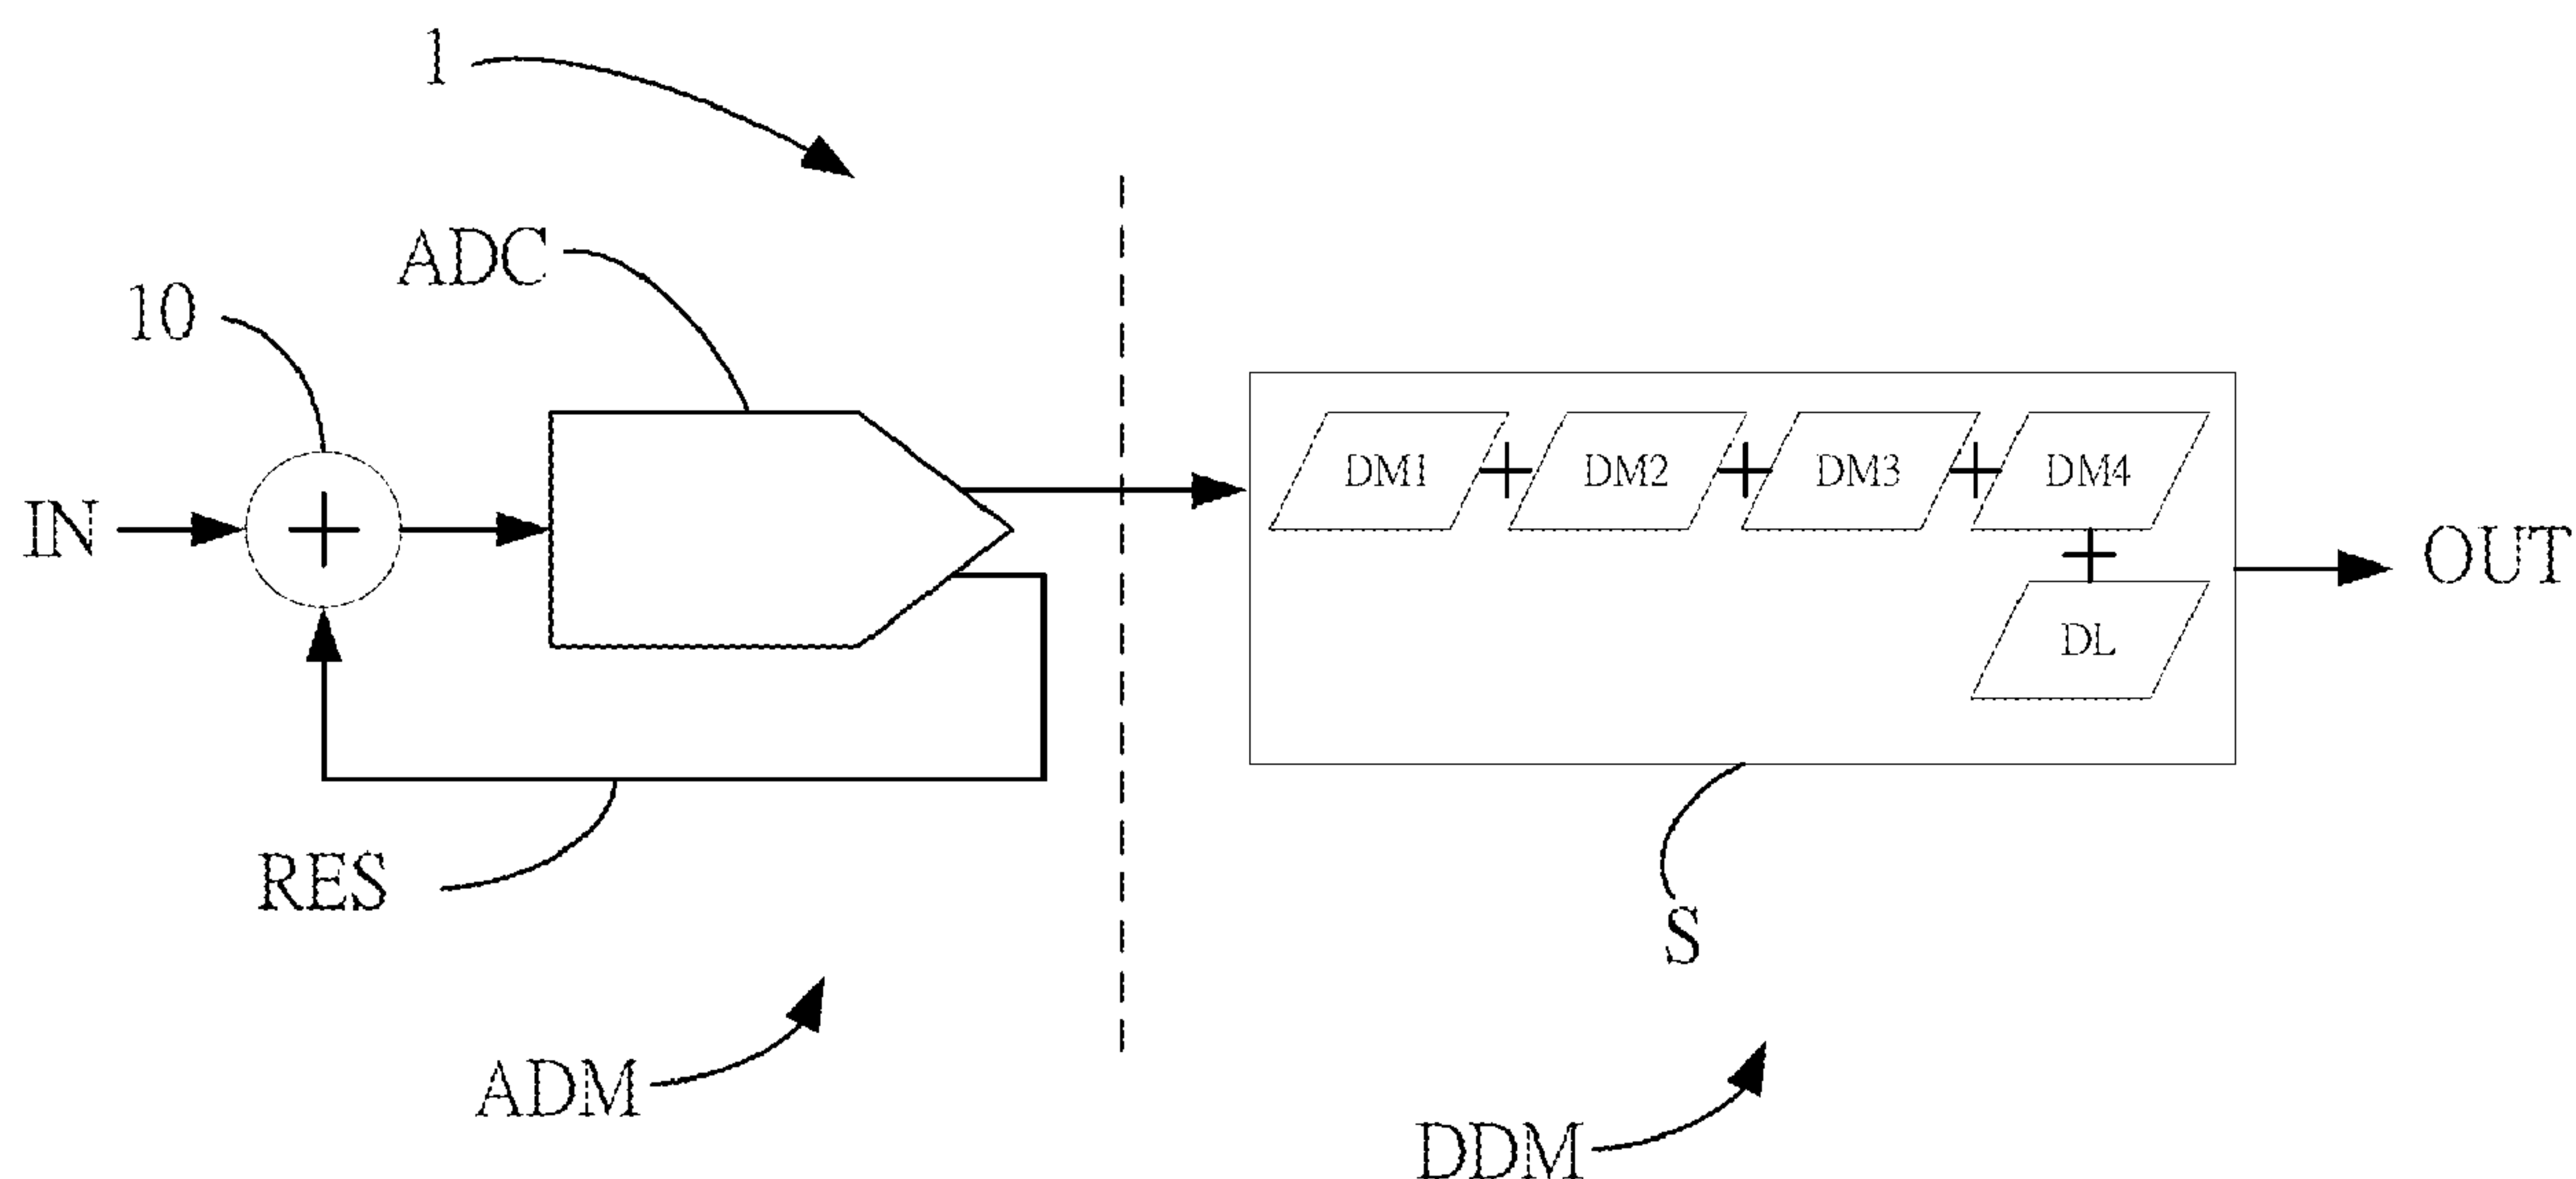 1
ADC
10
DM1 + DM2 + DM3 + DM4
IN
+
+
OUT
DL
RES
S
ADM
DDM